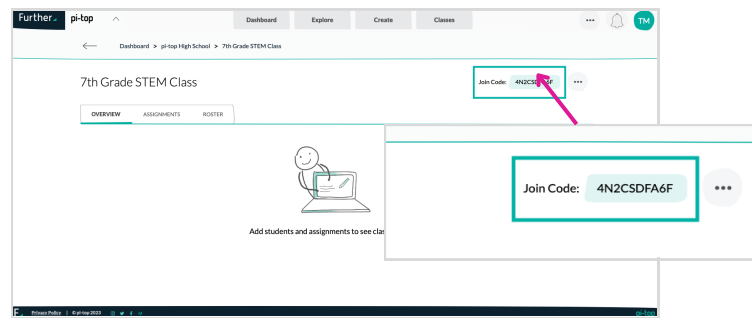 Further
pi-top
Dashboard
Explore
Create
Classes
TM
Dashboard > pi-top High School > 7th Grade STEM Class
7th Grade STEM Class
Join Code:
OVERVIEW
ASSIGNMENTS
ROSTER
Join Code: 4N2CSDFA6F
Add students and assignments to see
F.
Privacy Policy | © pi-top 2023
pi-top